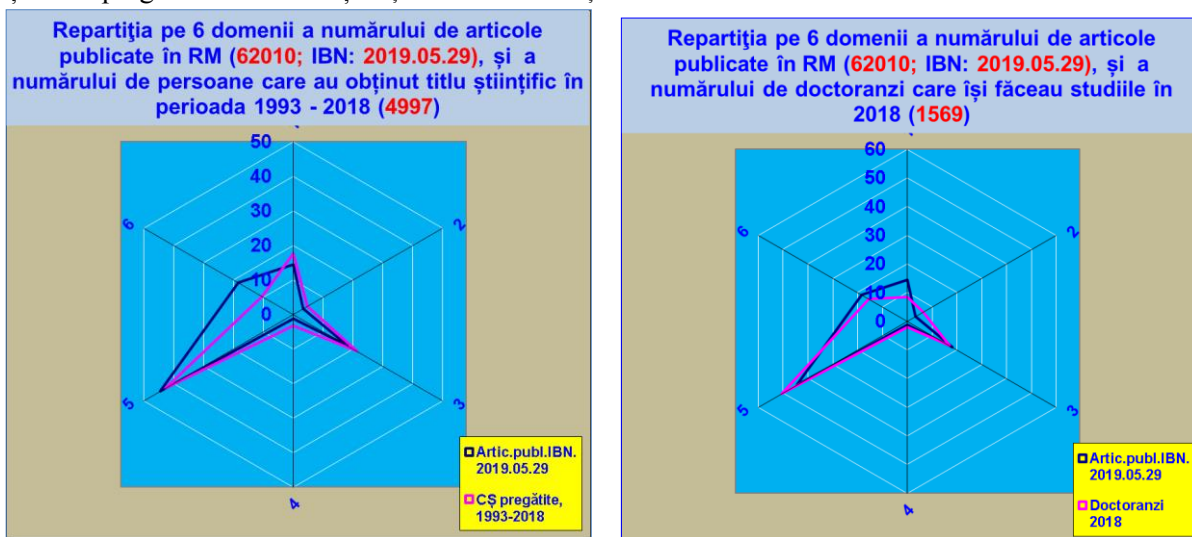 Repartiţia pe 6 domenii a numărului de articole
publicate în RM (62010; IBN: 2019.05.29), și a
numărului de persoane care au obținut titlu științific în
perioada 1993 - 2018 (4997)
50
40
30
20
10
0
2
3
4
5
6
Artic.publ.IBN.
2019.05.29
CȘ pregătite,
1993-2018
Repartiţia pe 6 domenii a numărului de articole
publicate în RM (62010; IBN: 2019.05.29), și a
numărului de doctoranzi care își făceau studiile în
2018 (1569)
60
50
40
30
20
10
0
2
3
4
5
6
Artic.publ.IBN.
2019.05.29
Doctoranzi
2018